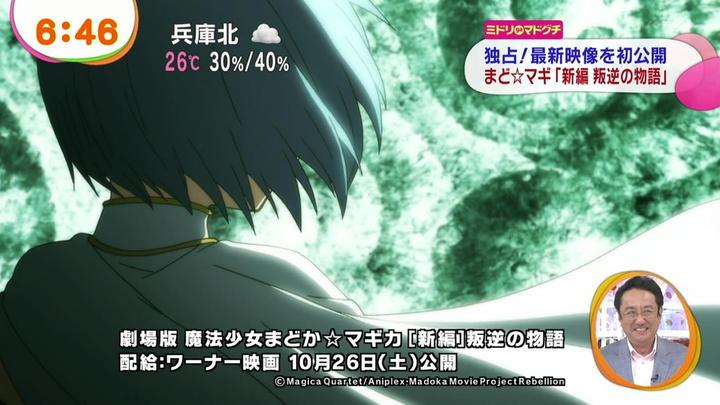 6:46
兵庫北
26℃ 30%/40%
ミドリのマドグチ
独占!最新映像を初公開
まど☆マギ「新編 叛逆の物語」
劇場版 魔法少女まどか☆マギカ [新編]叛逆の物語
配給:ワーナー映画 10月26日(土)公開
©Magica Quartet/Aniplex・Madoka Movie Project Rebellion